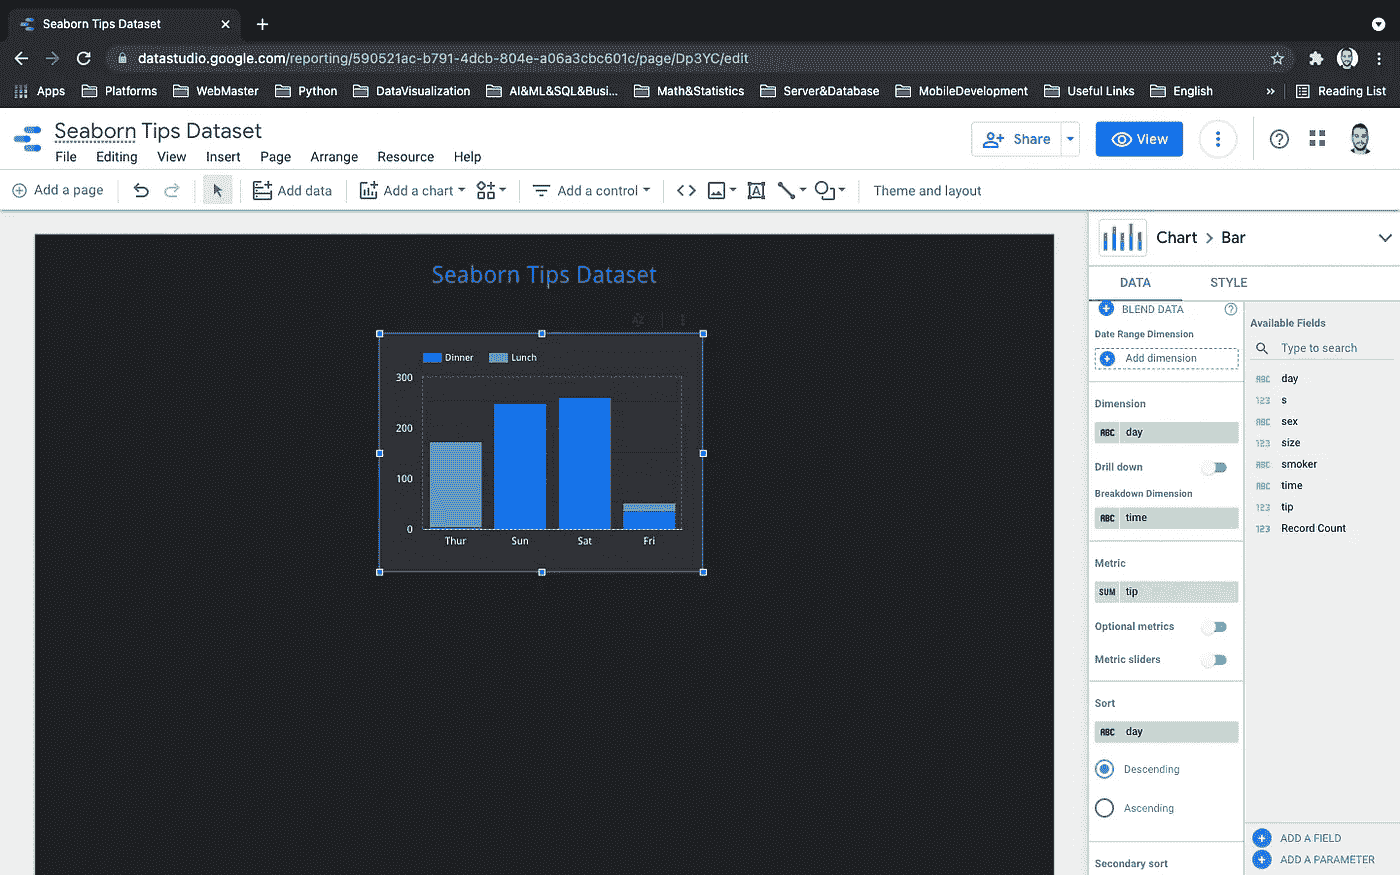 Seaborn Tips Dataset
datastudio.google.com/reporting/590521ac-b791-4dcb-804e-a06a3cbc601c/page/Dp3YC/edit
Apps Platforms WebMaster Python DataVisualization AI&ML&SQL&Busi... Math&Statistics Server&Database MobileDevelopment Useful Links English » Reading List
Seaborn Tips Dataset
Share View
File Editing View Insert Page Arrange Resource Help
Add a page Add data Add a chart Add a control Theme and layout
Chart > Bar
DATA STYLE
Seaborn Tips Dataset
Dinner Lunch
300
200
100
0
Thur Sun Sat Fri
BLEND DATA
Date Range Dimension
Add dimension
Dimension
ABC day
Drill down
Breakdown Dimension
ABC time
Metric
SUM tip
Optional metrics
Metric sliders
Sort
ABC day
Descending
Ascending
Secondary sort
Available Fields
Type to search
ABC day
123 s
ABC sex
123 size
ABC smoker
ABC time
123 tip
123 Record Count
ADD A FIELD
ADD A PARAMETER